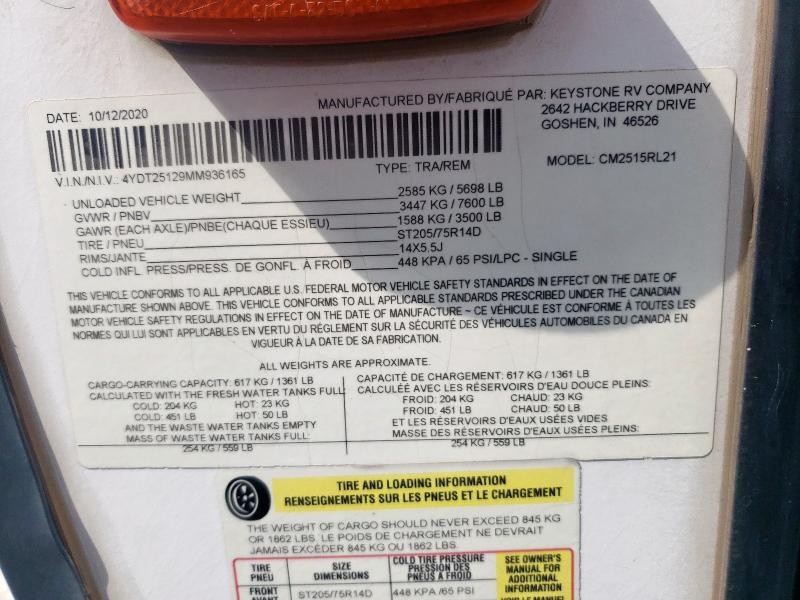 DATE: 10/12/2020
MANUFACTURED BY/FABRIQUÉ PAR: KEYSTONE RV COMPANY
2642 HACKBERRY DRIVE
GOSHEN, IN 46526
V.I.N./N.I.V.: 4YDT25129MM936165
TYPE: TRA/REM
MODEL: CM2515RL21
UNLOADED VEHICLE WEIGHT 2585 KG / 5698 LB
GVWR / PNBV 3447 KG / 7600 LB
GAWR (EACH AXLE)/PNBE(CHAQUE ESSIEU) 1588 KG / 3500 LB
TIRE / PNEU ST205/75R14D
RIMS/JANTE 14X5.5J
COLD INFL PRESS/PRESS. DE GONFL À FROID 448 KPA / 65 PSI/LPC - SINGLE
THIS VEHICLE CONFORMS TO ALL APPLICABLE U.S. FEDERAL MOTOR VEHICLE SAFETY STANDARDS IN EFFECT ON THE DATE OF
MANUFACTURE SHOWN ABOVE. THIS VEHICLE CONFORMS TO ALL APPLICABLE STANDARDS PRESCRIBED UNDER THE CANADIAN
MOTOR VEHICLE SAFETY REGULATIONS IN EFFECT ON THE DATE OF MANUFACTURE ~ CE VÉHICULE EST CONFORME À TOUTES LES
NORMES QUI LUI SONT APPLICABLES EN VERTU DU RÉGLEMENT SUR LA SÉCURITÉ DES VÉHICULES AUTOMOBILES DU CANADA EN
VIGUEUR À LA DATE DE SA FABRICATION.
ALL WEIGHTS ARE APPROXIMATE.
CARGO-CARRYING CAPACITY: 617 KG / 1361 LB
CALCULATED WITH THE FRESH WATER TANKS FULL
COLD: 204 KG HOT: 23 KG
COLD: 451 LB HOT: 50 LB
AND THE WASTE WATER TANKS EMPTY
MASS OF WASTE WATER TANKS FULL:
254 KG / 559 LB
CAPACITÉ DE CHARGEMENT: 617 KG / 1361 LB
CALCULÉE AVEC LES RÉSERVOIRS D'EAU DOUCE PLEINS:
FROID: 204 KG CHAUD: 23 KG
FROID: 451 LB CHAUD: 50 LB
ET LES RÉSERVOIRS D'EAUX USÉES VIDES
MASSE DES RÉSERVOIRS D'EAUX USÉES PLEINS:
254 KG / 559 LB
TIRE AND LOADING INFORMATION
RENSEIGNEMENTS SUR LES PNEUS ET LE CHARGEMENT
THE WEIGHT OF CARGO SHOULD NEVER EXCEED 845 KG
OR 1862 LBS. LE POIDS DE CHARGEMENT NE DEVRAIT
JAMAIS EXCÉDER 845 KG OU 1862 LBS.
TIRE
PNEU
SIZE
DIMENSIONS
COLD TIRE PRESSURE
PRESSION DES
PNEUS A FROID
SEE OWNER'S
MANUAL FOR
ADDITIONAL
INFORMATION
VOIR LE MANUEL
FRONT
AVANT
ST205/75R14D
448 KPA /65 PSI